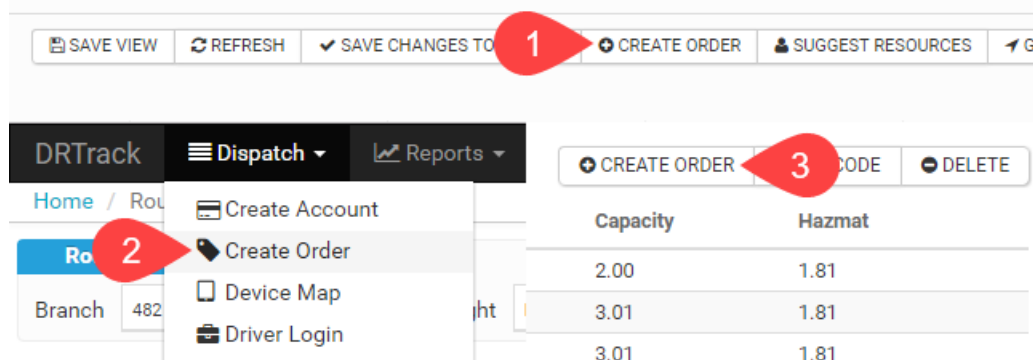 SAVE VIEW REFRESH SAVE CHANGES TO 1 CREATE ORDER SUGGEST RESOURCES G
DRTrack Dispatch Reports
Home / Rou
Create Account
Ro 2 Create Order
Branch 482 Device Map ght
Driver Login
CREATE ORDER 3 CODE DELETE
Capacity Hazmat
2.00 1.81
3.01 1.81
3.01 1.81